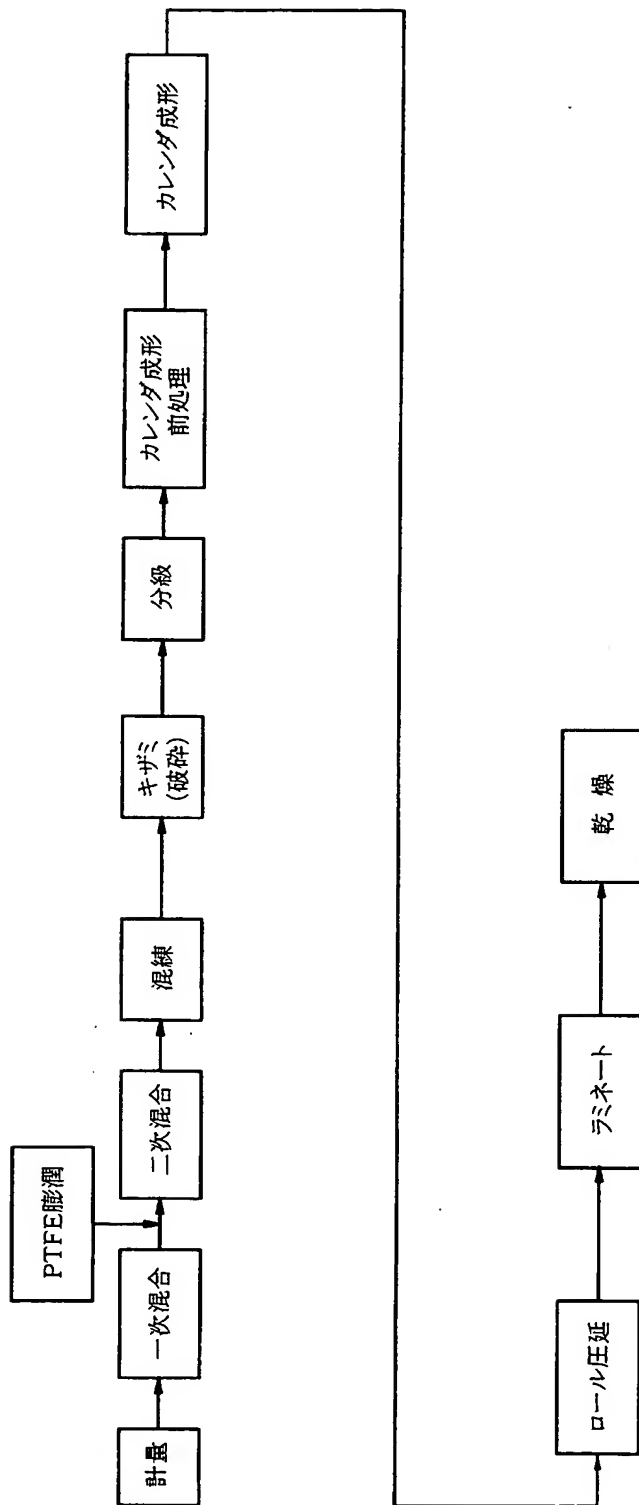 計量
一次混合
PTFE膨潤
二次混合
混練
キザミ
(破砕)
分級
カレンダ成形
前処理
カレンダ成形
ロール圧延
ラミネート
乾 燥